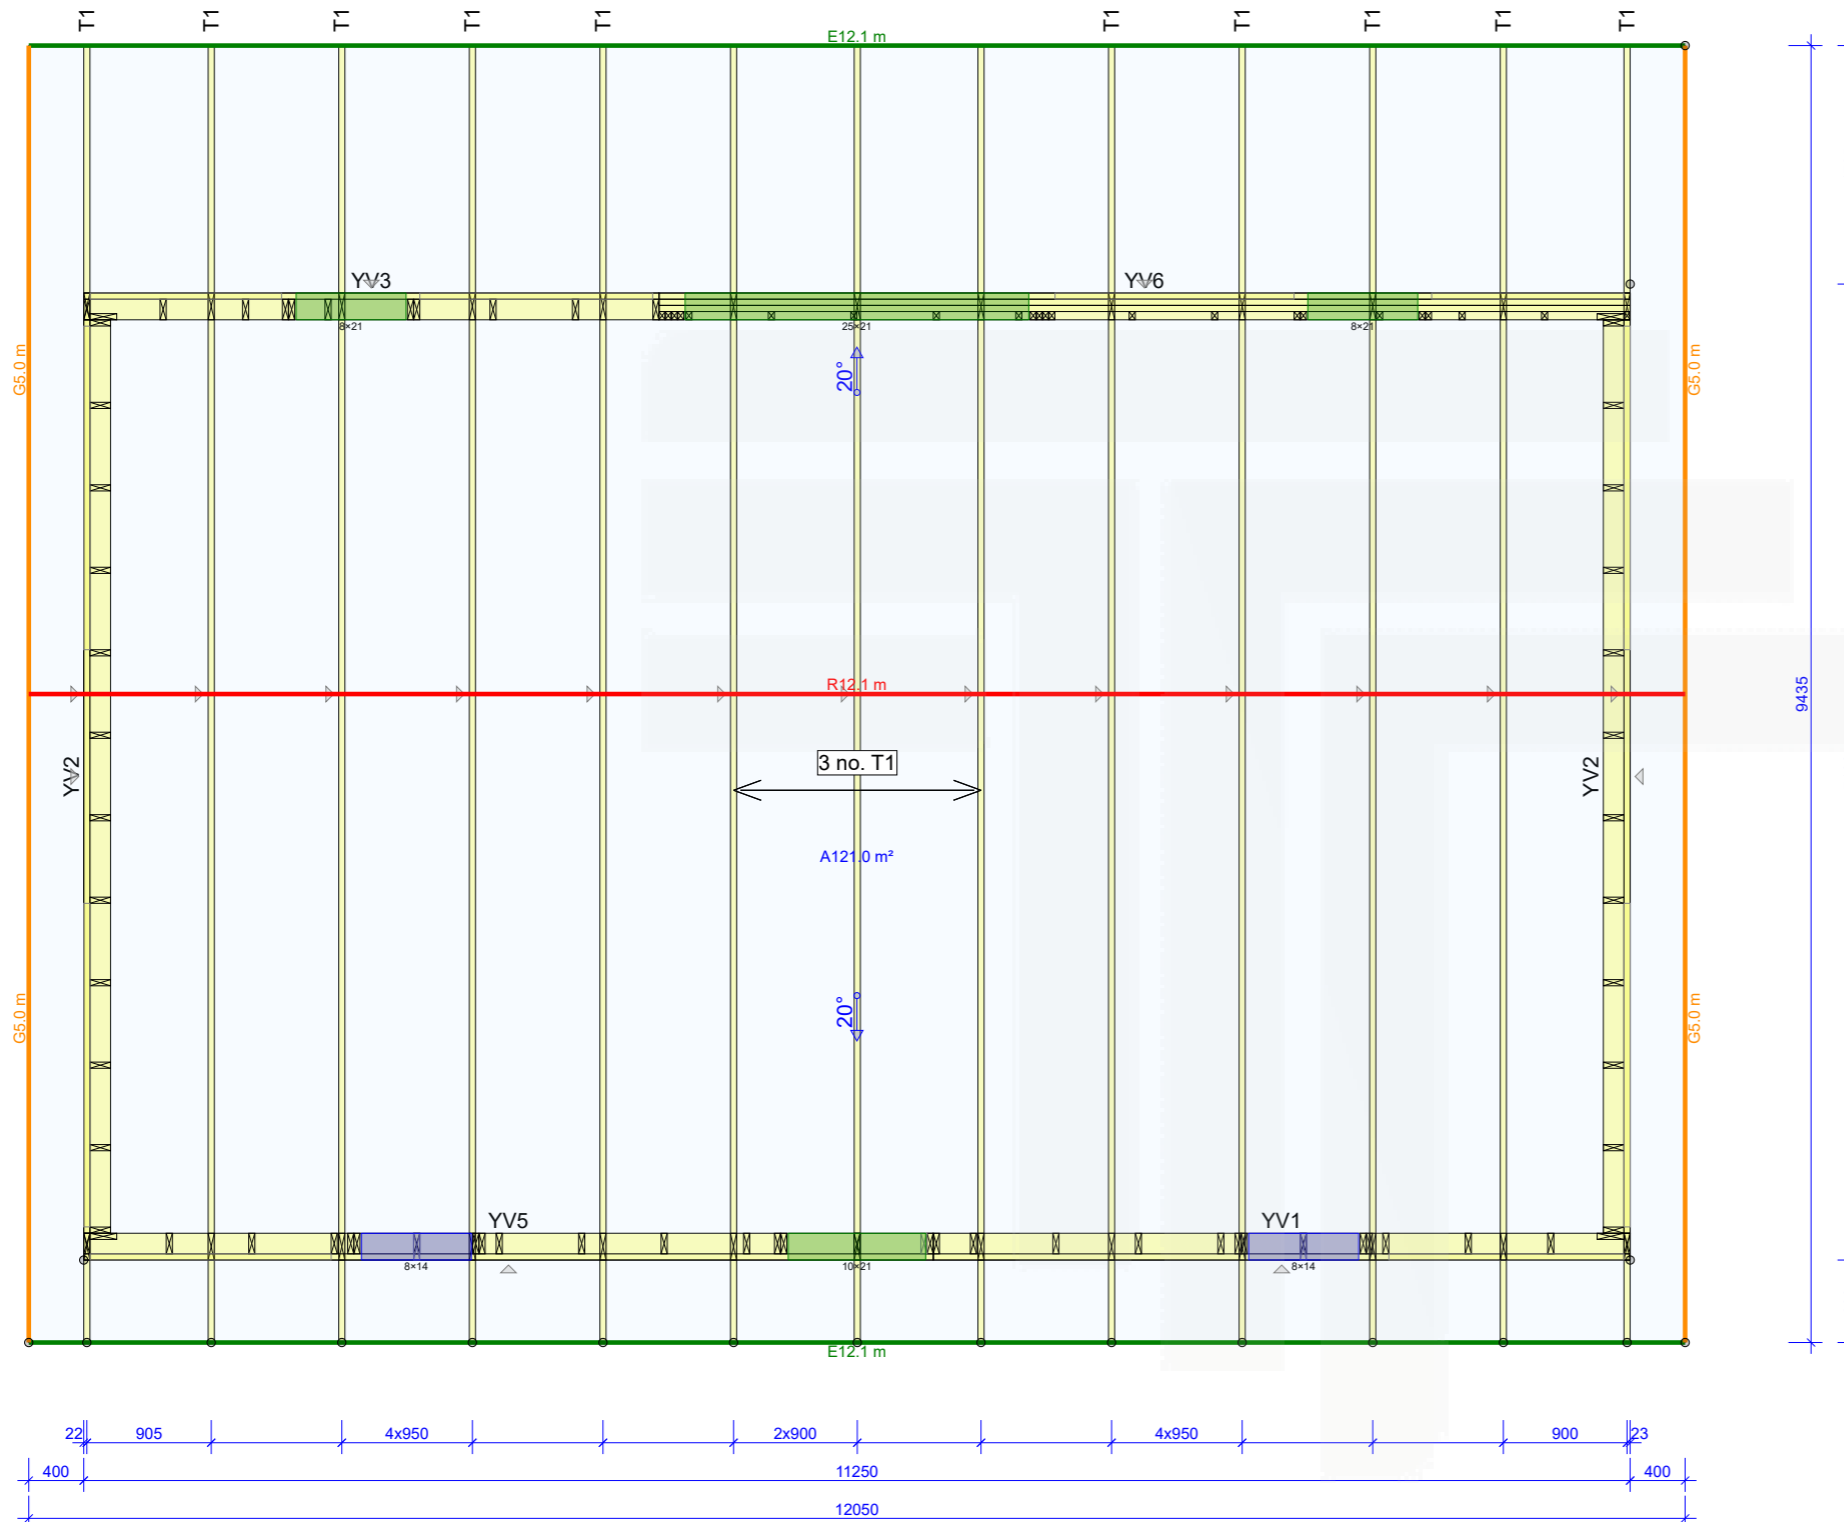 T1 T1 T1 T1 T1 T1 T1 T1 T1 T1
E12.1 m
YV3 YV6
8×21 25×21 8×21
G5.0 m 20° G5.0 m
R12.1 m
9435
YV2 3 no. T1 YV2
A121.0 m²
G5.0 m 20° G5.0 m
YV5 YV1
8×14 10×21 8×14
E12.1 m
22 905 4x950 2x900 4x950 900 23
400 11250 400
12050